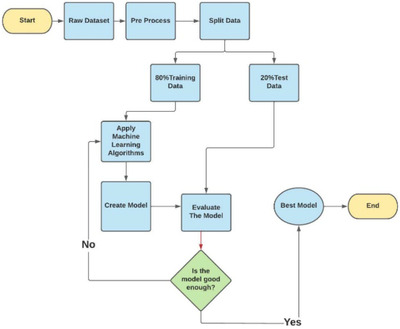 Start
Raw Dataset
Pre Process
Split Data
80%Training
Data
20%Test
Data
Apply
Machine
Learning
Algorithms
Create Model
Evaluate
The Model
Best Model
End
No
Is the
model good
enough?
Yes